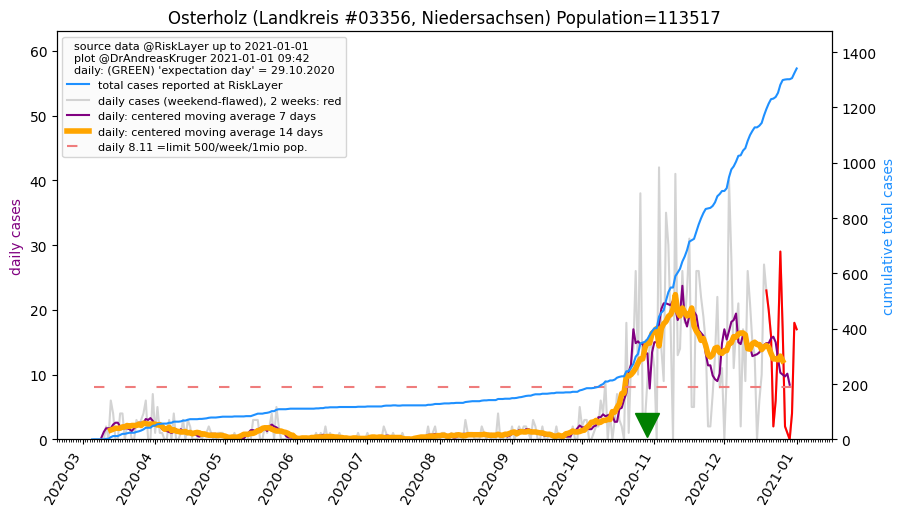 Osterholz (Landkreis #03356, Niedersachsen) Population=113517
source data @RiskLayer up to 2021-01-01
plot @DrAndreasKruger 2021-01-01 09:42
daily: (GREEN) 'expectation day' = 29.10.2020
total cases reported at RiskLayer
daily cases (weekend-flawed), 2 weeks: red
daily: centered moving average 7 days
daily: centered moving average 14 days
daily 8.11 =limit 500/week/1mio pop.
daily cases
60
50
40
30
20
10
0
1400
1200
1000
800
600
400
200
0
cumulative total cases
2020-03
2020-04
2020-05
2020-06
2020-07
2020-08
2020-09
2020-10
2020-11
2020-12
2021-01